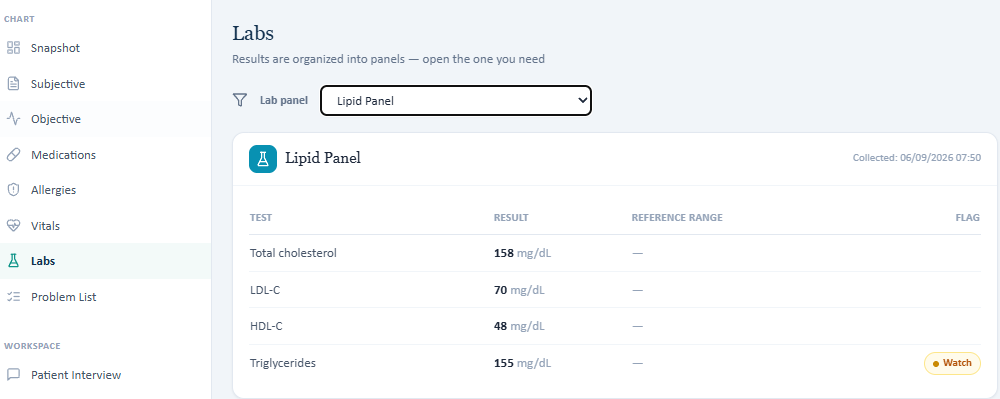 CHART
Snapshot
Subjective
Objective
Medications
Allergies
Vitals
Labs
Problem List
WORKSPACE
Patient Interview
Labs
Results are organized into panels — open the one you need
Lab panel Lipid Panel
Lipid Panel Collected: 06/09/2026 07:50
TEST RESULT REFERENCE RANGE FLAG
Total cholesterol 158 mg/dL —
LDL-C 70 mg/dL —
HDL-C 48 mg/dL —
Triglycerides 155 mg/dL — Watch